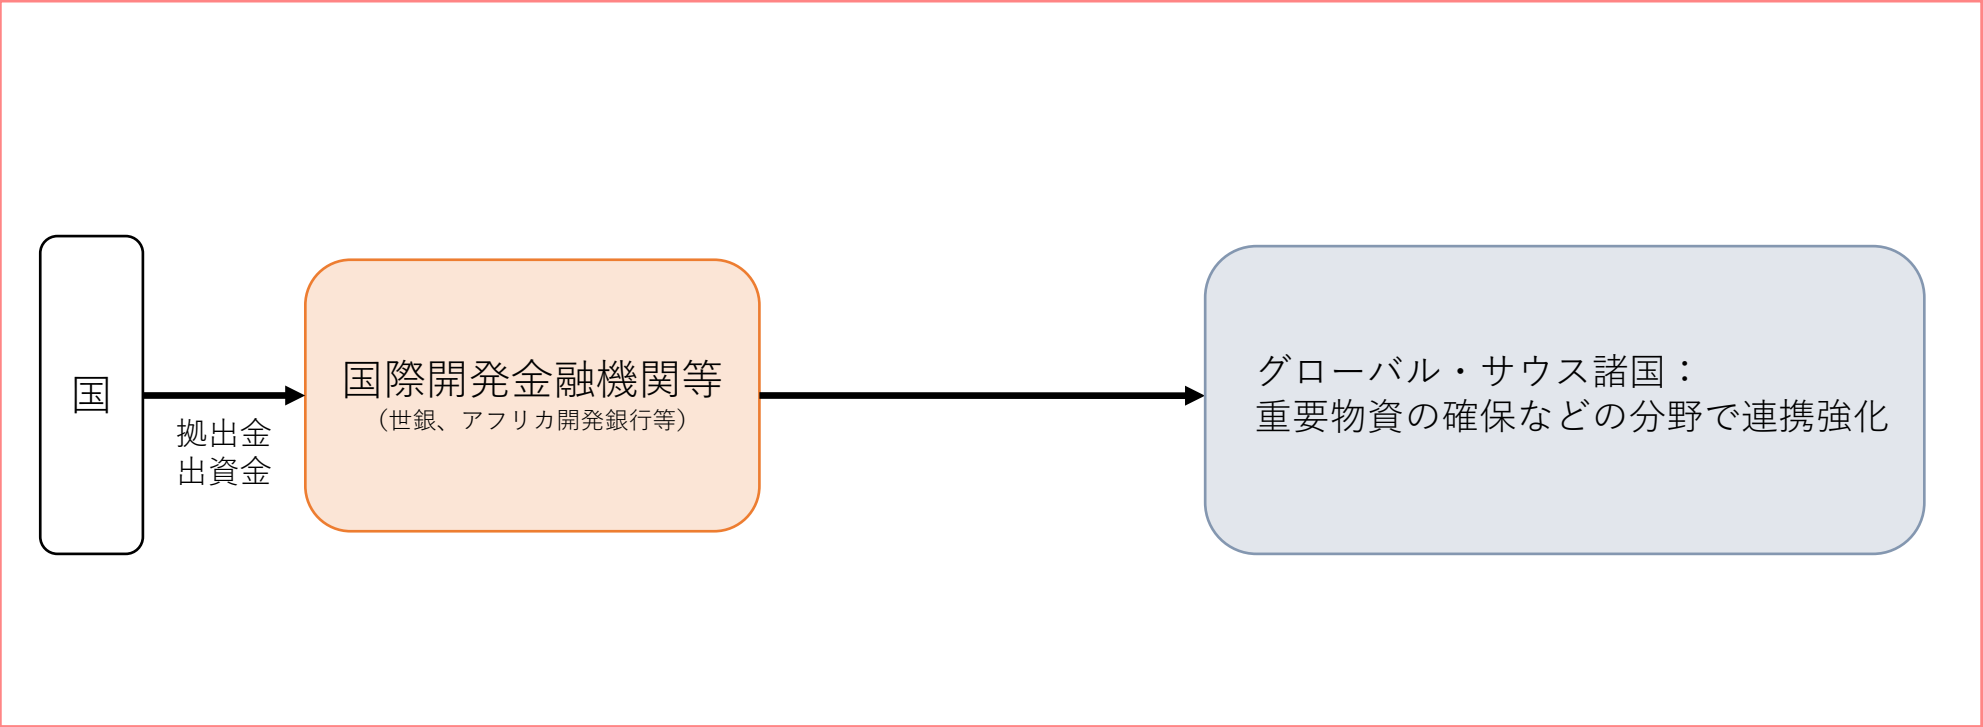 国
拠出金
出資金
国際開発金融機関等
（世銀、アフリカ開発銀行等）
グローバル・サウス諸国：
重要物資の確保などの分野で連携強化